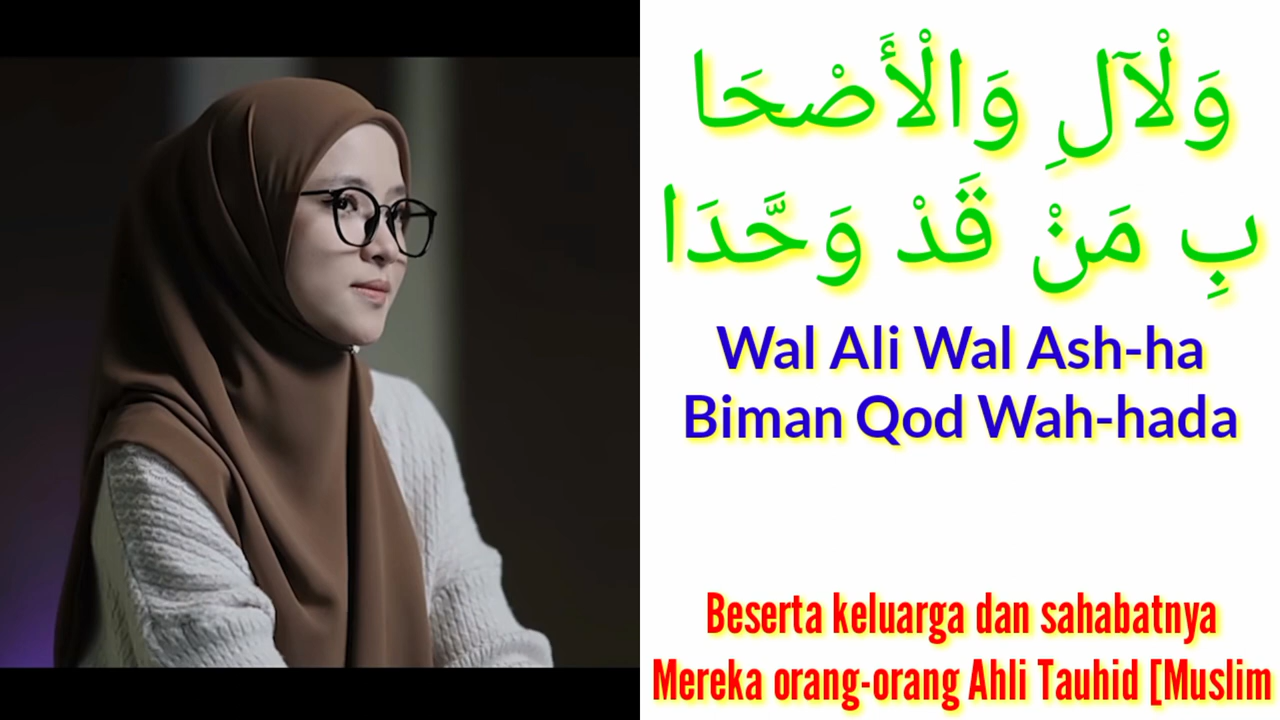 وَلْآلِ وَالْأَصْحَا
بِ مَنْ قَدْ وَحَّدَا
Wal Ali Wal Ash-ha
Biman Qod Wah-hada
Beserta keluarga dan sahabatnya
Mereka orang-orang Ahli Tauhid [Muslim